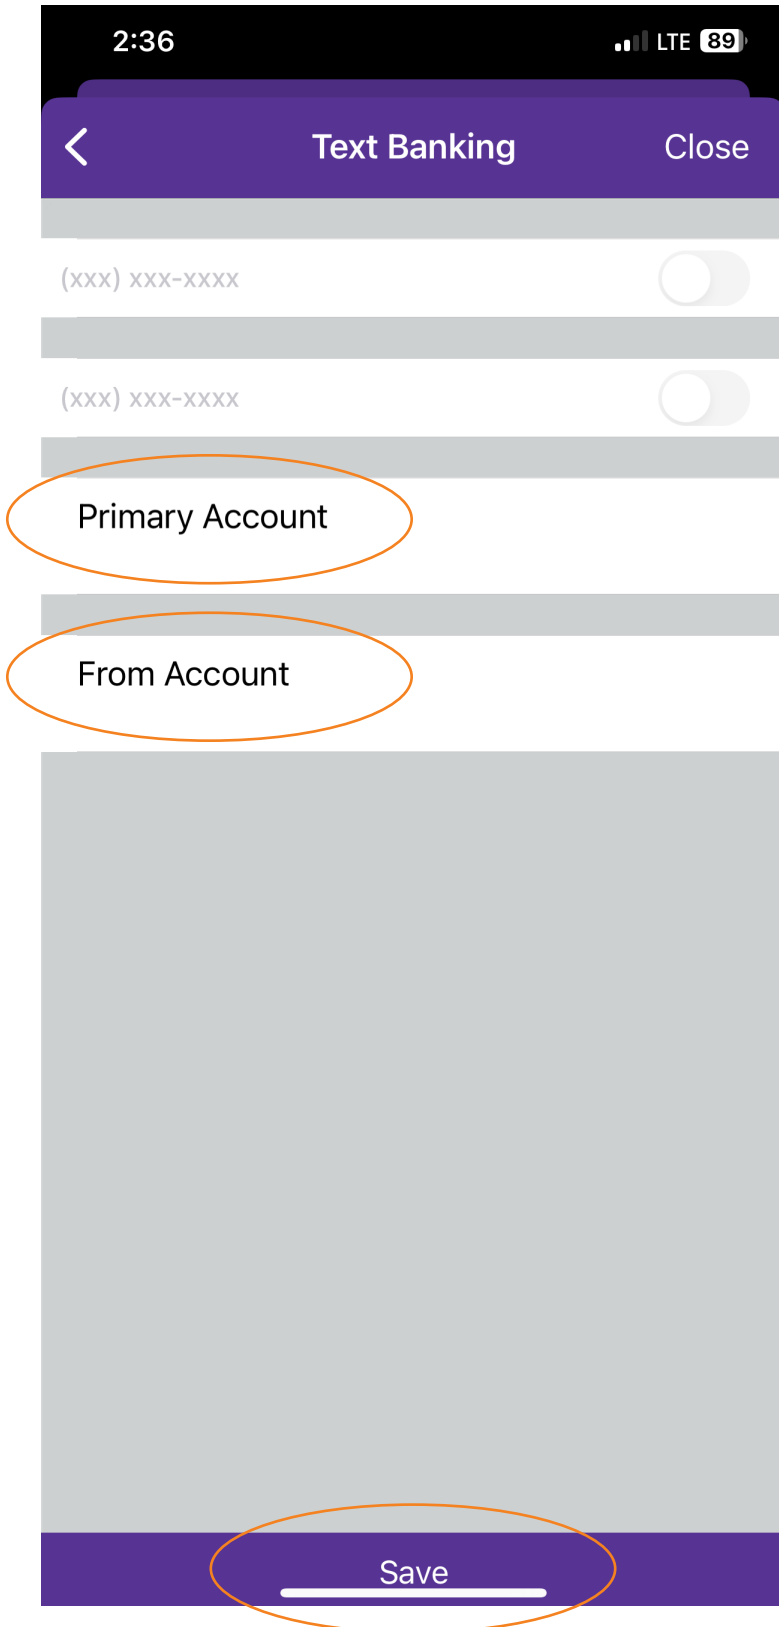 2:36 LTE 89
Text Banking Close
(xxx) xxx-xxxx
(xxx) xxx-xxxx
Primary Account
From Account
Save